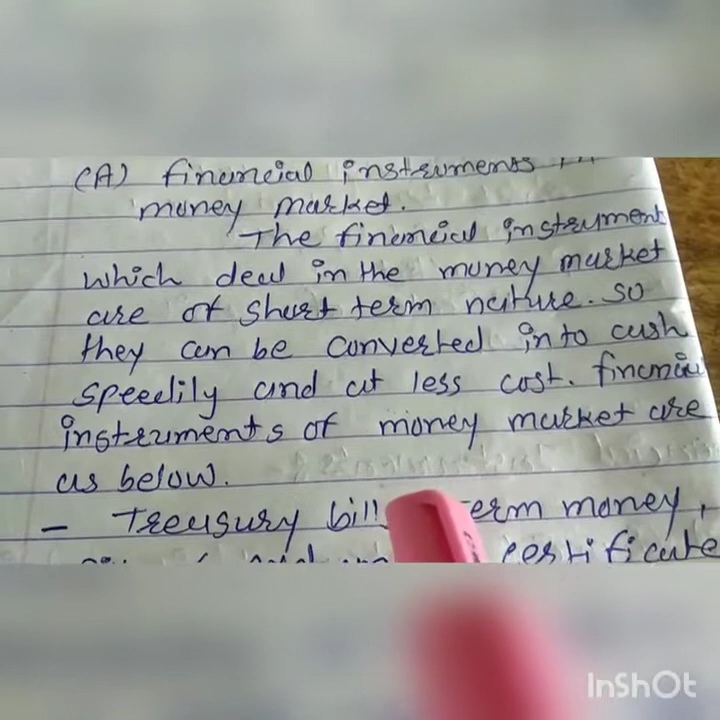 (A) financial instruments in
money market.
The financial instrument
which deal in the money market
are of short term nature. so
they can be converted into cash
speedily and at less cost. financial
instruments of money market are
as below.
- Treasury bill term money,
certificate
InShOt